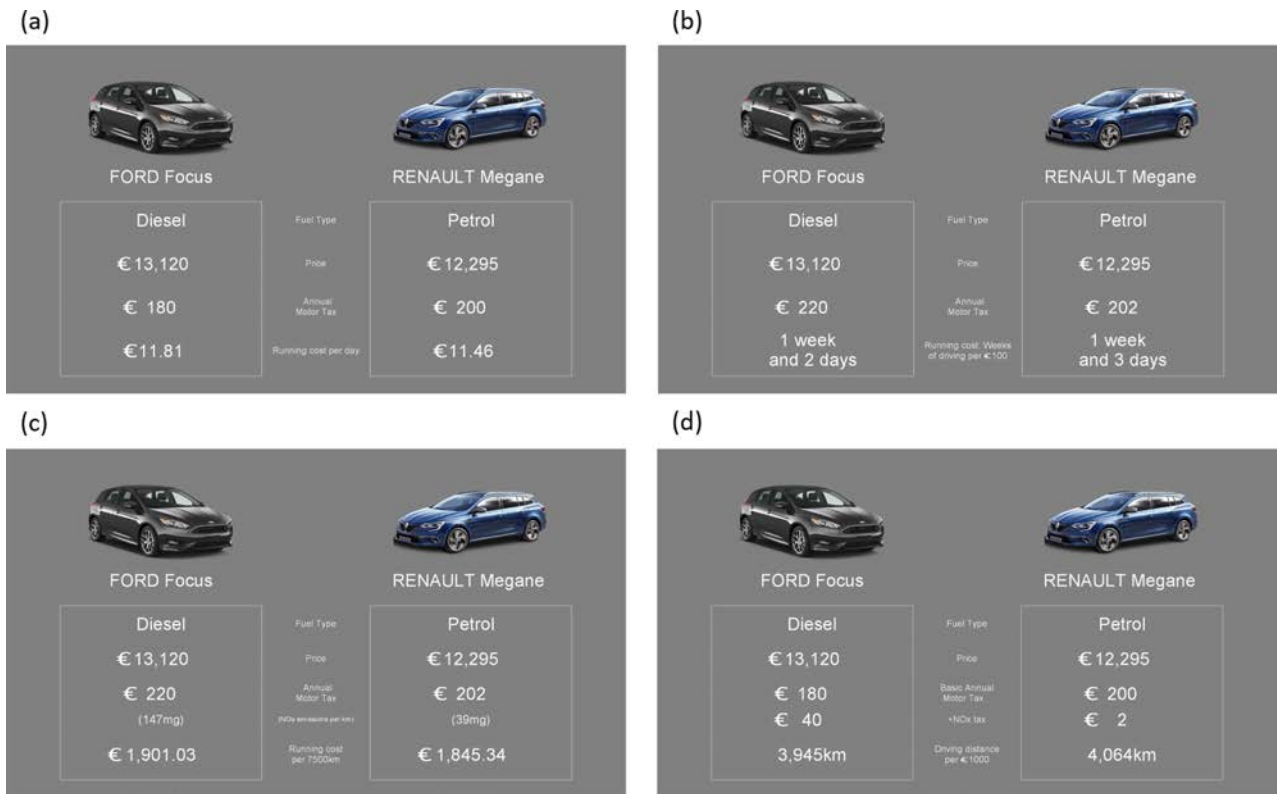 (a)
FORD Focus
RENAULT Megane
Diesel Fuel Type Petrol
€ 13,120 Price € 12,295
€ 180 Annual Motor Tax € 200
€11.81 Running cost per day €11.46
(b)
FORD Focus
RENAULT Megane
Diesel Fuel Type Petrol
€ 13,120 Price € 12,295
€ 220 Annual Motor Tax € 202
1 week and 2 days Running cost: Weeks of driving per €100 1 week and 3 days
(c)
FORD Focus
RENAULT Megane
Diesel Fuel Type Petrol
€ 13,120 Price € 12,295
€ 220 Annual Motor Tax € 202
(147mg) (NOx emissions per km) (39mg)
€ 1,901.03 Running cost per 7500km € 1,845.34
(d)
FORD Focus
RENAULT Megane
Diesel Fuel Type Petrol
€ 13,120 Price € 12,295
€ 180 Basic Annual Motor Tax € 200
€ 40 +NOx tax € 2
3,945km Driving distance per €1000 4,064km